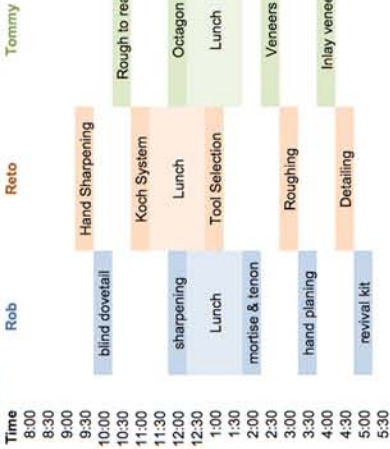 Time Rob Reto Tommy
8:00
8:30
9:00
9:30 Hand Sharpening
10:00 blind dovetail
10:30 Rough to
11:00 Koch System
11:30
12:00 sharpening Lunch Octagon
12:30
1:00 Lunch Tool Selection Lunch
1:30
2:00 mortise & tenon
2:30 Veneers
3:00 Roughing
3:30 hand planing
4:00 Inlay
4:30 Detailing
5:00 revival kit
5:30